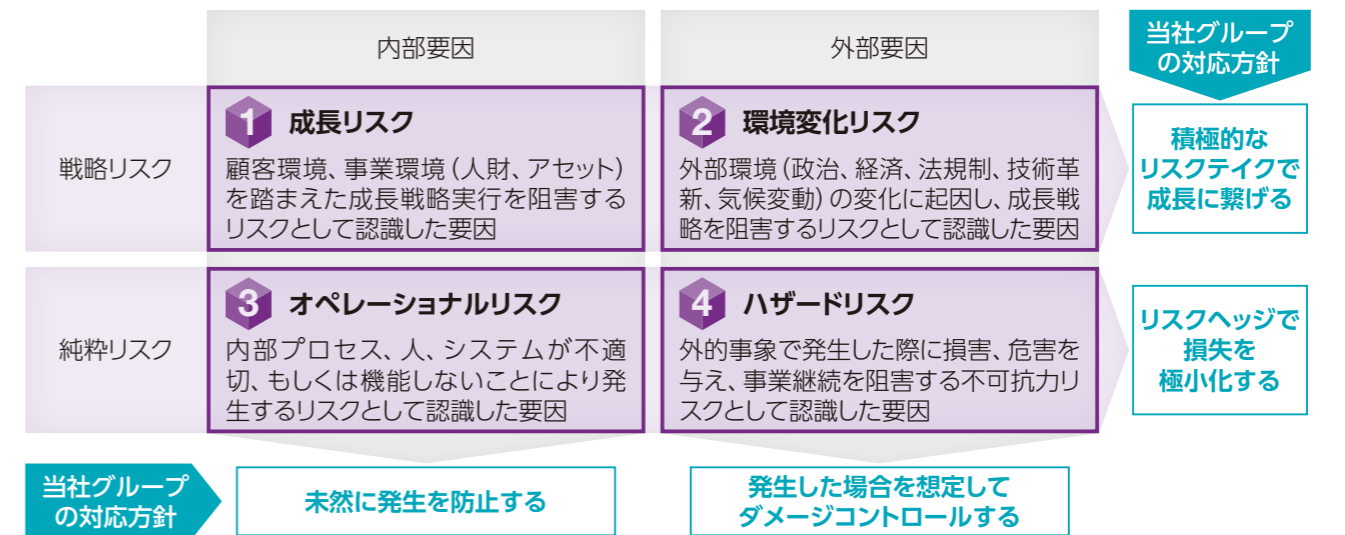 内部要因
外部要因
当社グループ
の対応方針
戦略リスク
1 成長リスク
顧客環境、事業環境（人財、アセット）
を踏まえた成長戦略実行を阻害する
リスクとして認識した要因
2 環境変化リスク
外部環境（政治、経済、法規制、技術革
新、気候変動）の変化に起因し、成長戦
略を阻害するリスクとして認識した要因
積極的な
リスクテイクで
成長に繋げる
純粋リスク
3 オペレーショナルリスク
内部プロセス、人、システムが不適
切、もしくは機能しないことにより発
生するリスクとして認識した要因
4 ハザードリスク
外的事象で発生した際に損害、危害を
与え、事業継続を阻害する不可抗力リ
スクとして認識した要因
リスクヘッジで
損失を
極小化する
当社グループ
の対応方針
未然に発生を防止する
発生した場合を想定して
ダメージコントロールする